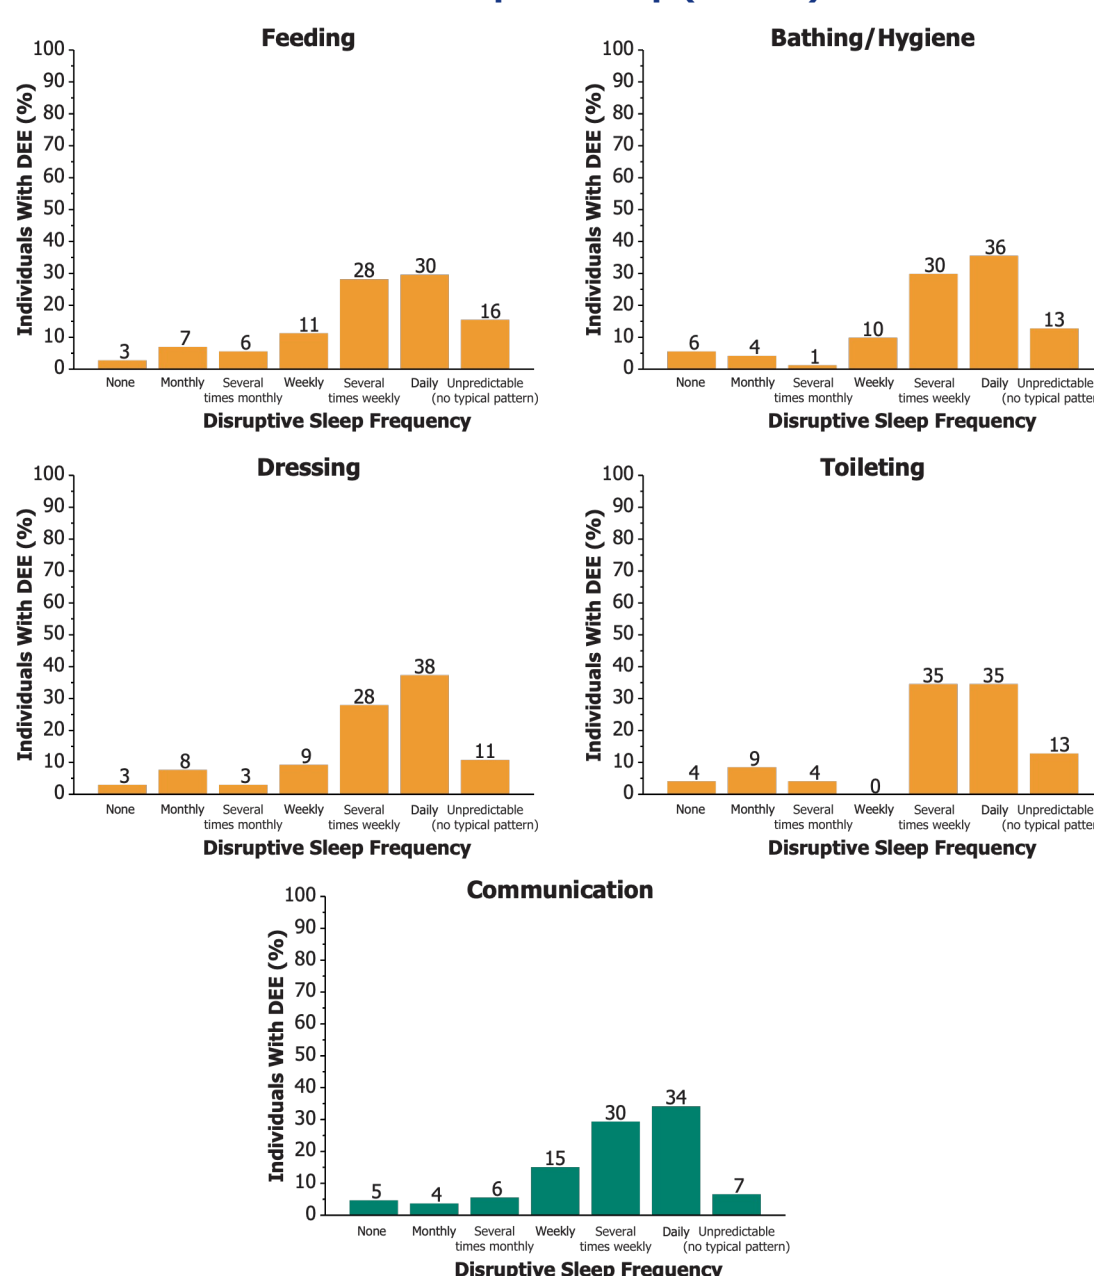 Feeding
Individuals With DEE (%)
100
90
80
70
60
50
40
30
20
10
0
3
7
6
11
28
30
16
None
Monthly
Several
times monthly
Weekly
Several
times weekly
Daily
Unpredictable
(no typical pattern)
Disruptive Sleep Frequency
Bathing/Hygiene
Individuals With DEE (%)
100
90
80
70
60
50
40
30
20
10
0
6
4
1
10
30
36
13
None
Monthly
Several
times monthly
Weekly
Several
times weekly
Daily
Unpredictable
(no typical
Disruptive Sleep Frequency
Dressing
Individuals With DEE (%)
100
90
80
70
60
50
40
30
20
10
0
3
8
3
9
28
38
11
None
Monthly
Several
times monthly
Weekly
Several
times weekly
Daily
Unpredictable
(no typical pattern)
Disruptive Sleep Frequency
Toileting
Individuals With DEE (%)
100
90
80
70
60
50
40
30
20
10
0
4
9
4
0
35
35
13
None
Monthly
Several
times monthly
Weekly
Several
times weekly
Daily
Unpredictable
(no typical
Disruptive Sleep Frequency
Communication
Individuals With DEE (%)
100
90
80
70
60
50
40
30
20
10
0
5
4
6
15
30
34
7
None
Monthly
Several
times monthly
Weekly
Several
times weekly
Daily
Unpredictable
(no typical pattern)
Disruptive Sleep Frequency